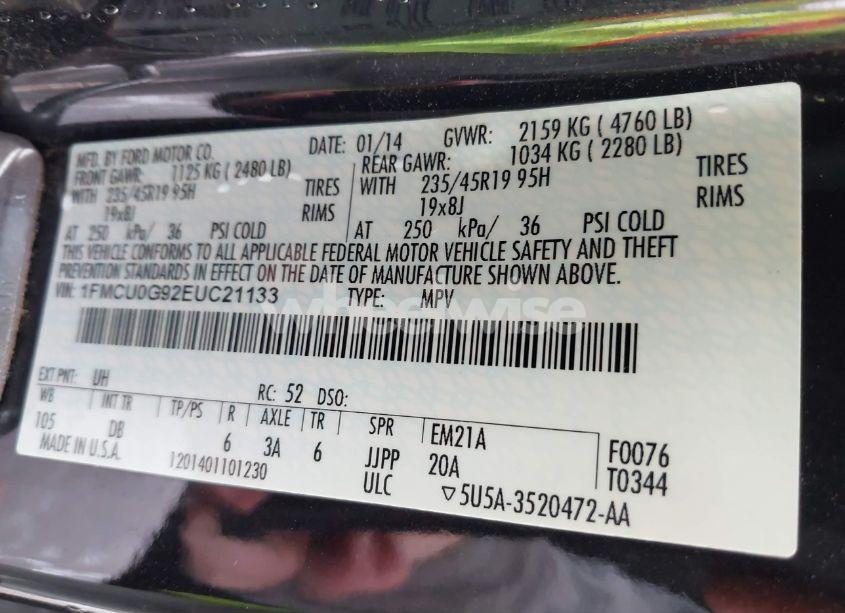 MFD. BY FORD MOTOR CO. DATE: 01/14 GVWR: 2159 KG ( 4760 LB)
FRONT GAWR: 1125 KG ( 2480 LB) REAR GAWR: 1034 KG ( 2280 LB)
WITH 235/45R19 95H TIRES WITH 235/45R19 95H TIRES
19x8J RIMS 19x8J RIMS
AT 250 kPa/ 36 PSI COLD AT 250 kPa/ 36 PSI COLD
THIS VEHICLE CONFORMS TO ALL APPLICABLE FEDERAL MOTOR VEHICLE SAFETY AND THEFT
PREVENTION STANDARDS IN EFFECT ON THE DATE OF MANUFACTURE SHOWN ABOVE.
VIN: 1FMCU0G92EUC21133 TYPE: MPV
wheelwise
EXT PNT: UH RC: 52 DSO:
WB INT TR TP/PS R AXLE TR SPR EM21A F0076
105 DB 6 3A 6 JJPP 20A T0344
MADE IN U.S.A. 1201401101230 ULC ▽5U5A-3520472-AA